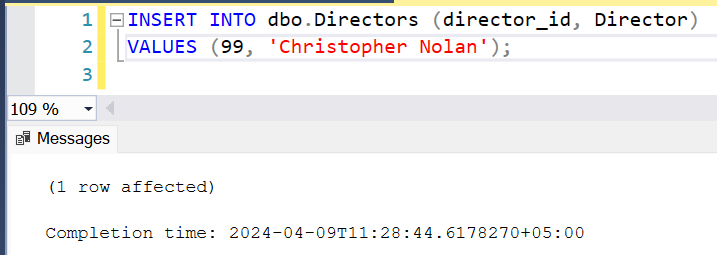 1 INSERT INTO dbo.Directors (director_id, Director)
2 VALUES (99, 'Christopher Nolan');
3
109 %
Messages
(1 row affected)
Completion time: 2024-04-09T11:28:44.6178270+05:00